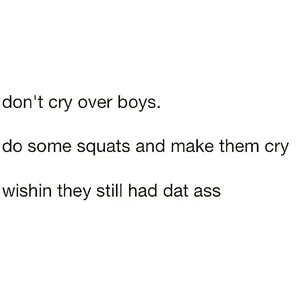 don't cry over boys.
do some squats and make them cry
wishin they still had dat ass